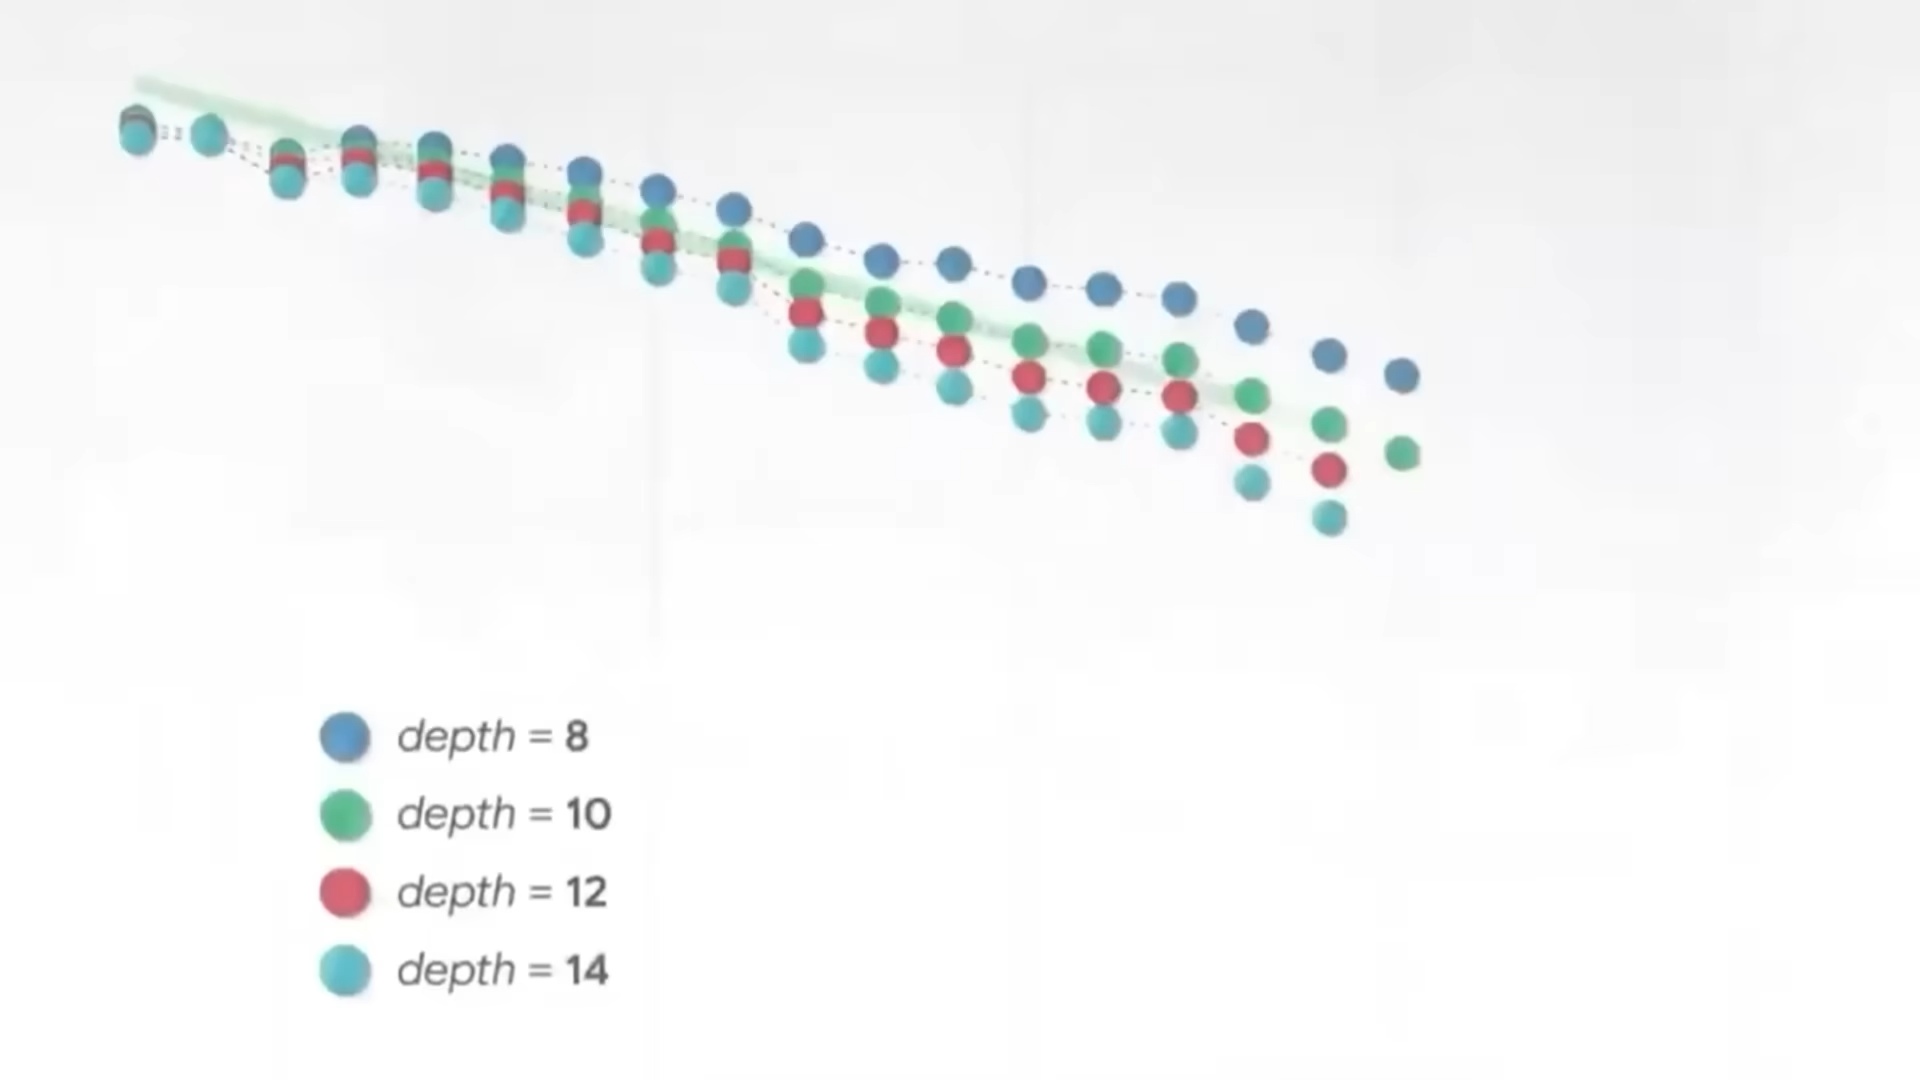 depth = 8
depth = 10
depth = 12
depth = 14